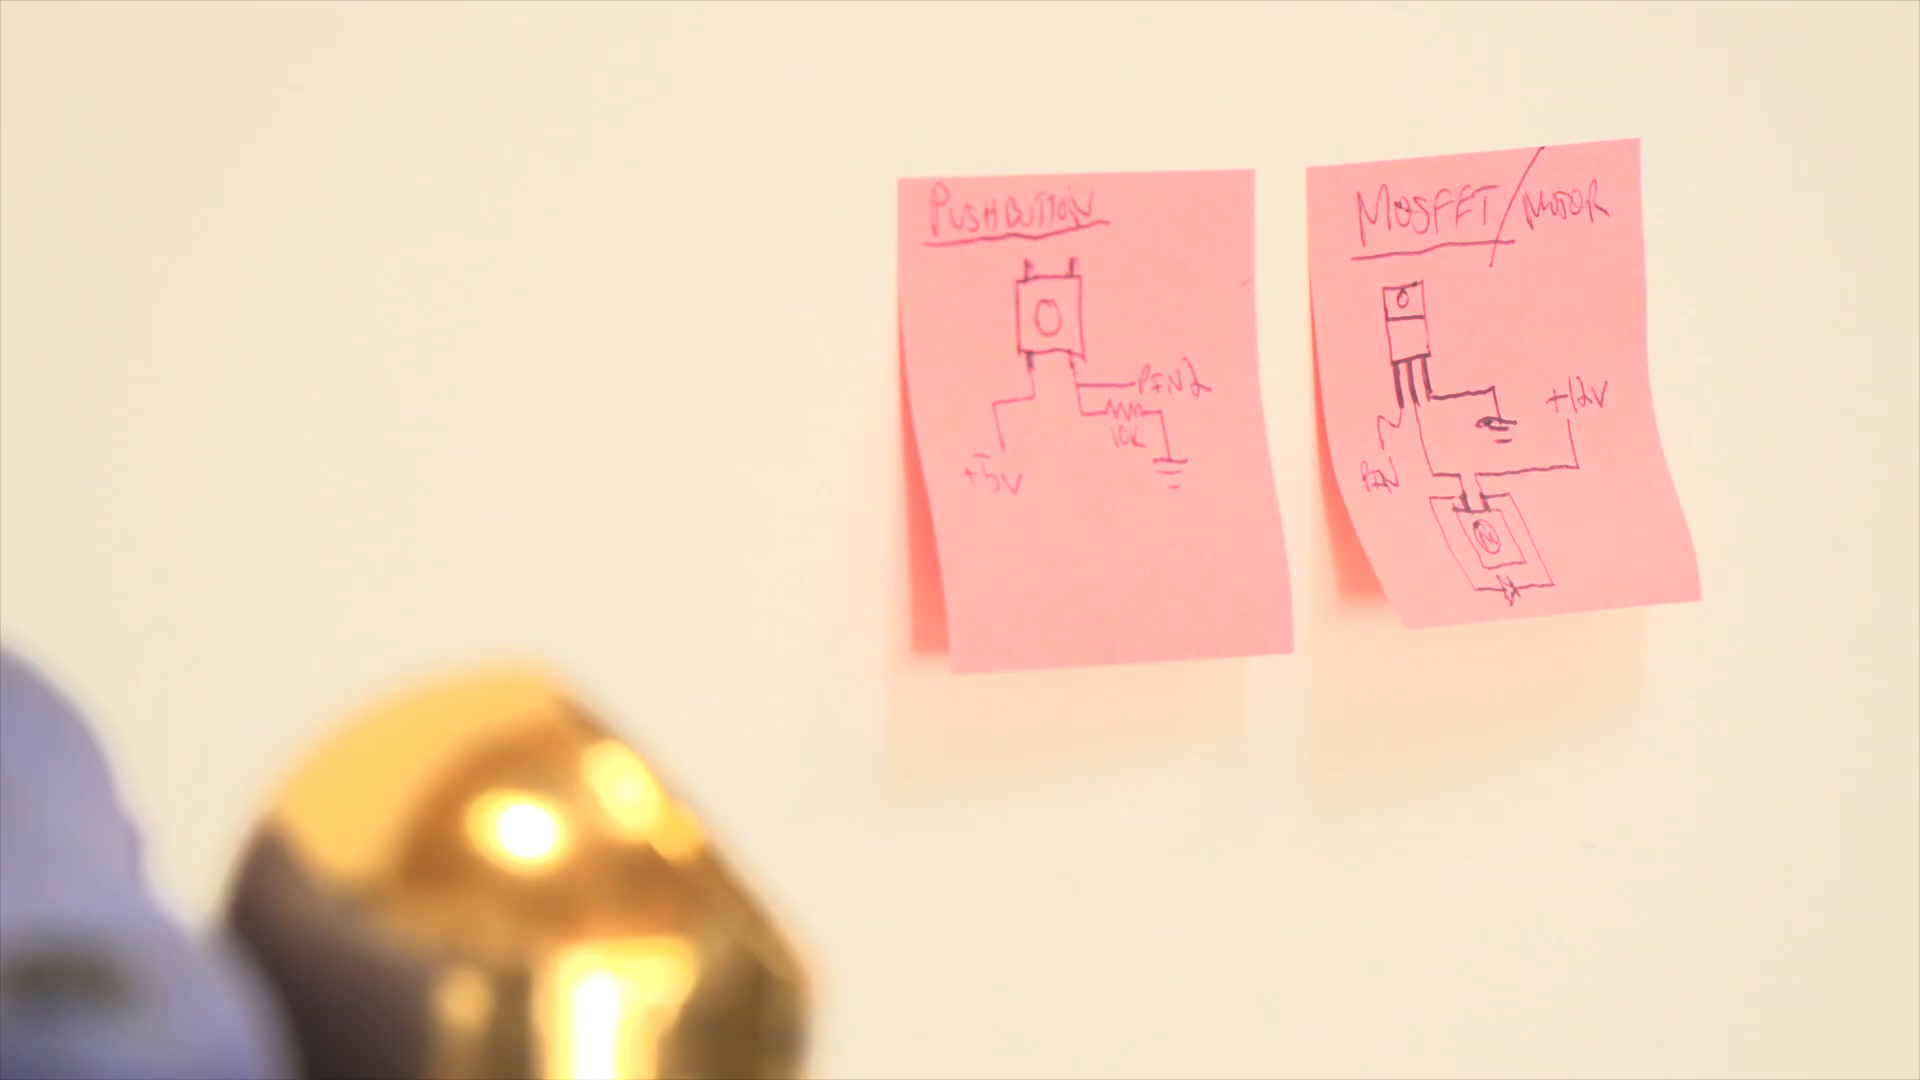 PUSHBUTTON
PIN2
10K
+5V
MOSFET/MOTOR
+12V
PIN
M